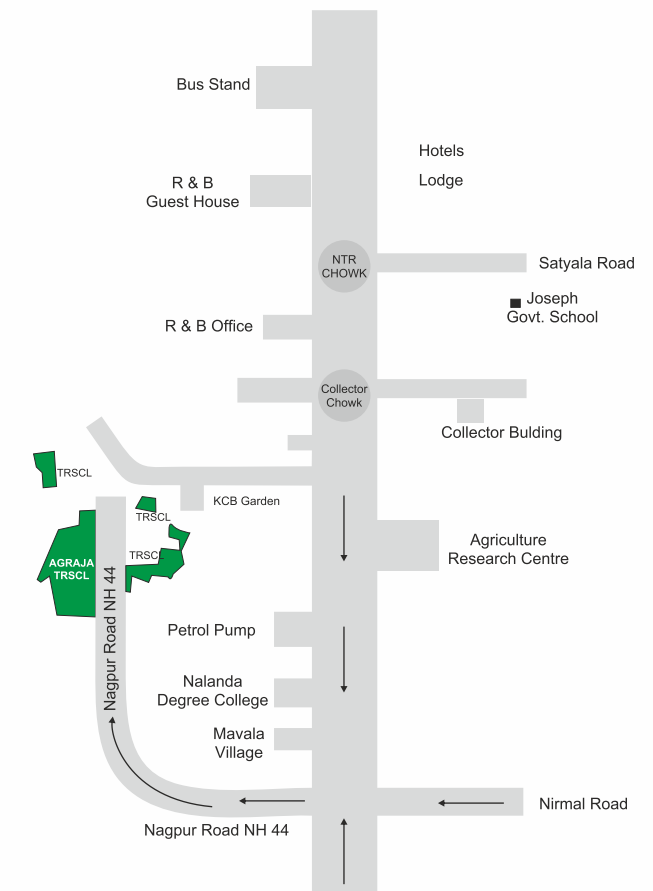 Bus Stand
Hotels
Lodge
R & B
Guest House
NTR
CHOWK
Satyala Road
Joseph
Govt. School
R & B Office
Collector
Chowk
Collector Bulding
TRSCL
KCB Garden
TRSCL
Agriculture
Research Centre
TRSCL
AGRAJA
TRSCL
Nagpur Road NH 44
Petrol Pump
Nalanda
Degree College
Mavala
Village
Nirmal Road
Nagpur Road NH 44